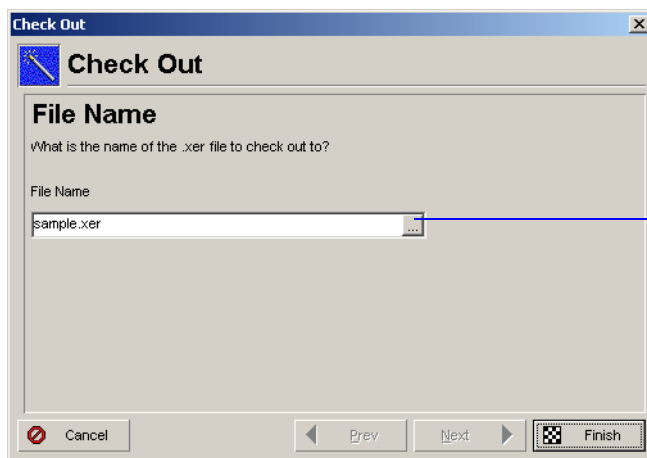 Check Out
Check Out
File Name
What is the name of the .xer file to check out to?
File Name
sample.xer
...
Cancel
Prev
Next
Finish